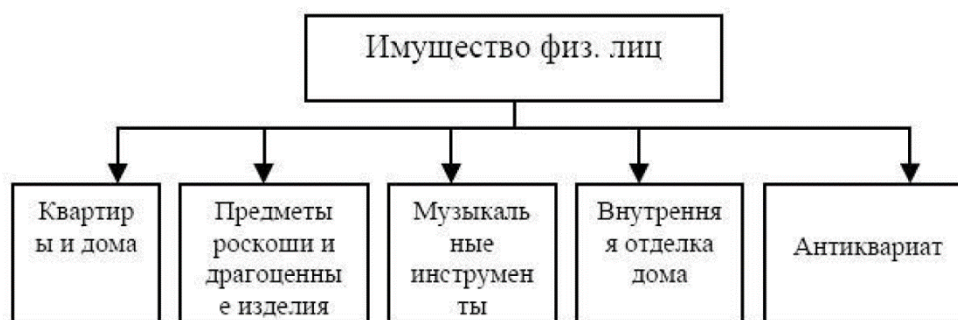 Имущество физ. лиц
Квартир
ы и дома
Предметы
роскоши и
драгоценны
е изделия
Музыкаль
ные
инструмен
ты
Внутрення
я отделка
дома
Антиквариат